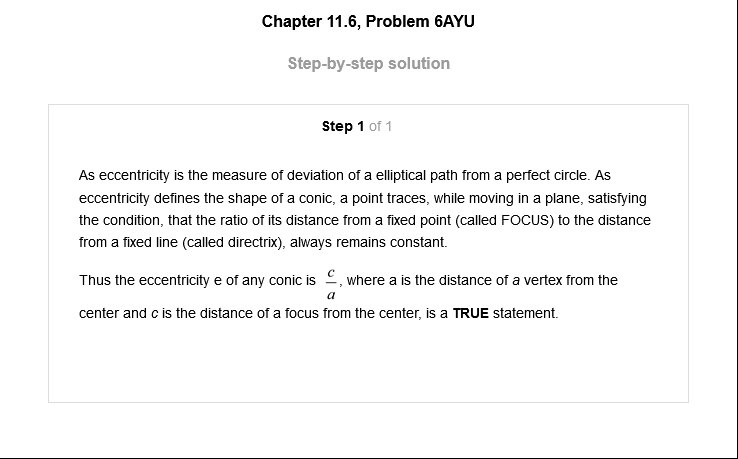 Chapter 11.6, Problem 6AYU
Step-by-step solution
Step 1 of 1
As eccentricity is the measure of deviation of a elliptical path from a perfect circle. As
eccentricity defines the shape of a conic, a point traces, while moving in a plane, satisfying
the condition, that the ratio of its distance from a fixed point (called FOCUS) to the distance
from a fixed line (called directrix), always remains constant.
Thus the eccentricity e of any conic is c/a, where a is the distance of a vertex from the
center and c is the distance of a focus from the center, is a TRUE statement.